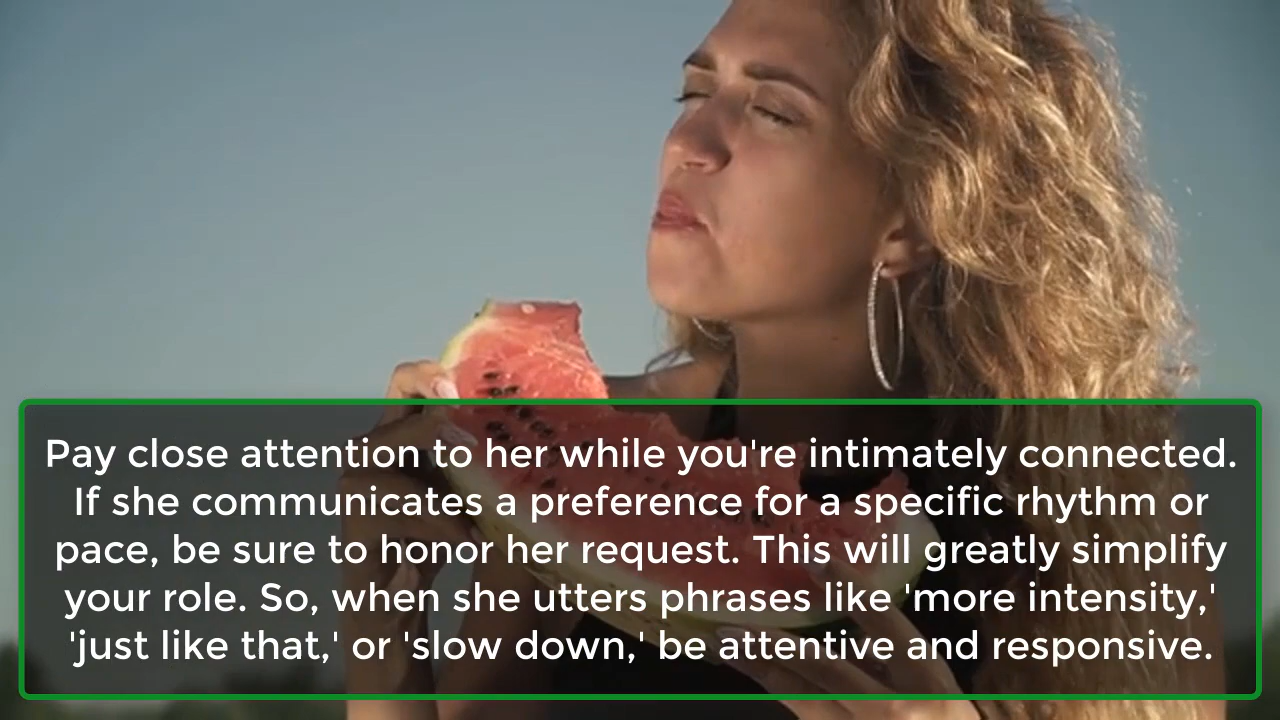 Pay close attention to her while you're intimately connected.
If she communicates a preference for a specific rhythm or
pace, be sure to honor her request. This will greatly simplify
your role. So, when she utters phrases like 'more intensity,'
'just like that,' or 'slow down,' be attentive and responsive.